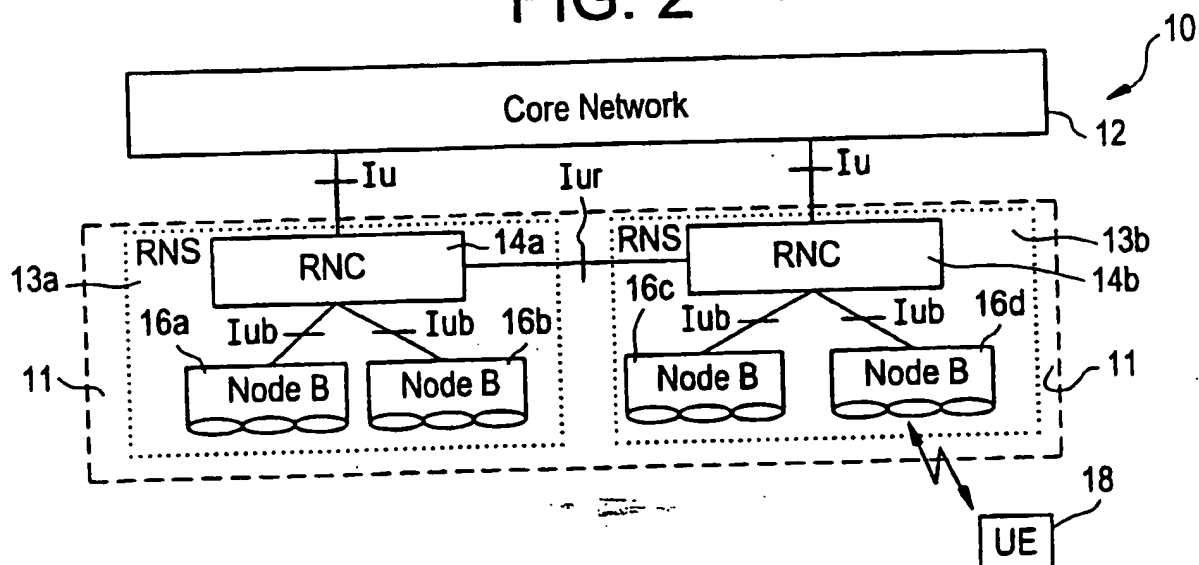 FIG. 2
10
Core Network
12
Iu
Iur
Iu
RNS
14a
RNS
13b
13a
RNC
RNC
14b
16a
Iub
Iub
16b
16c
Iub
Iub
16d
11
Node B
Node B
Node B
Node B
11
18
UE